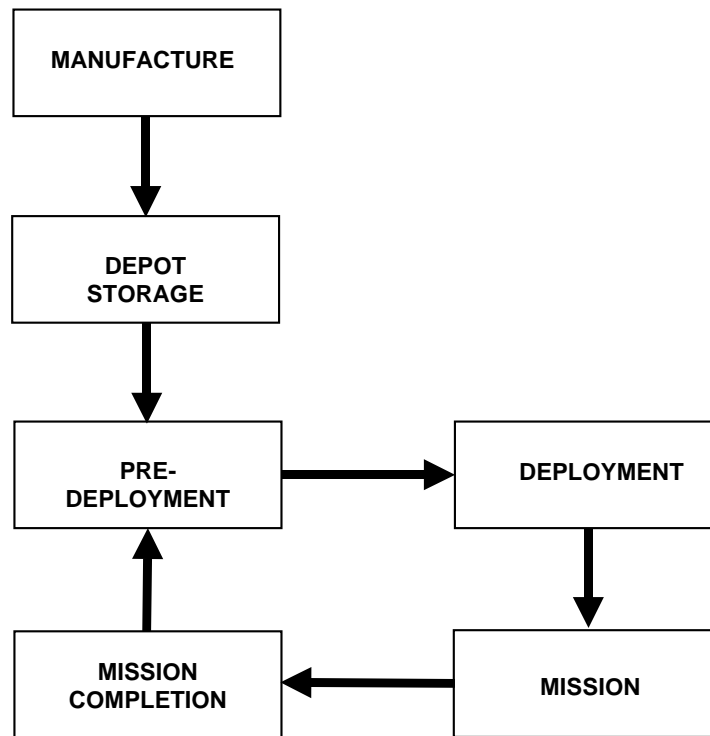 MANUFACTURE
DEPOT
STORAGE
PRE-
DEPLOYMENT
DEPLOYMENT
MISSION
COMPLETION
MISSION